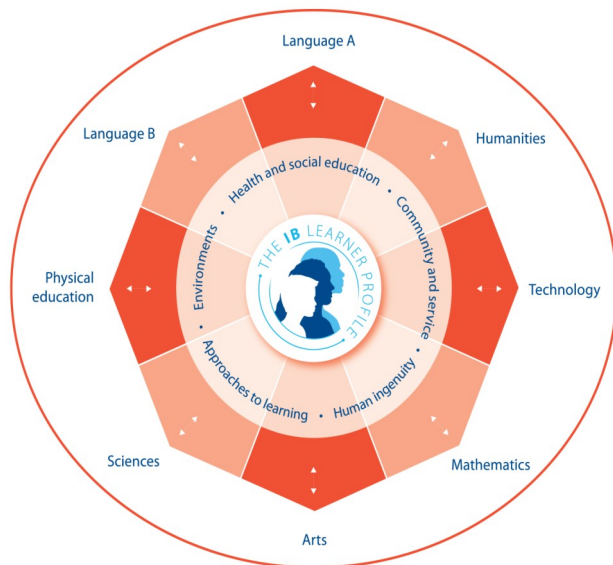 Language A
Language B
Humanities
Health and social education
•
Community and service
•
Environments
•
THE IB LEARNER PROFILE
Physical
education
Technology
Approaches to learning
•
Human ingenuity
•
Sciences
Mathematics
Arts